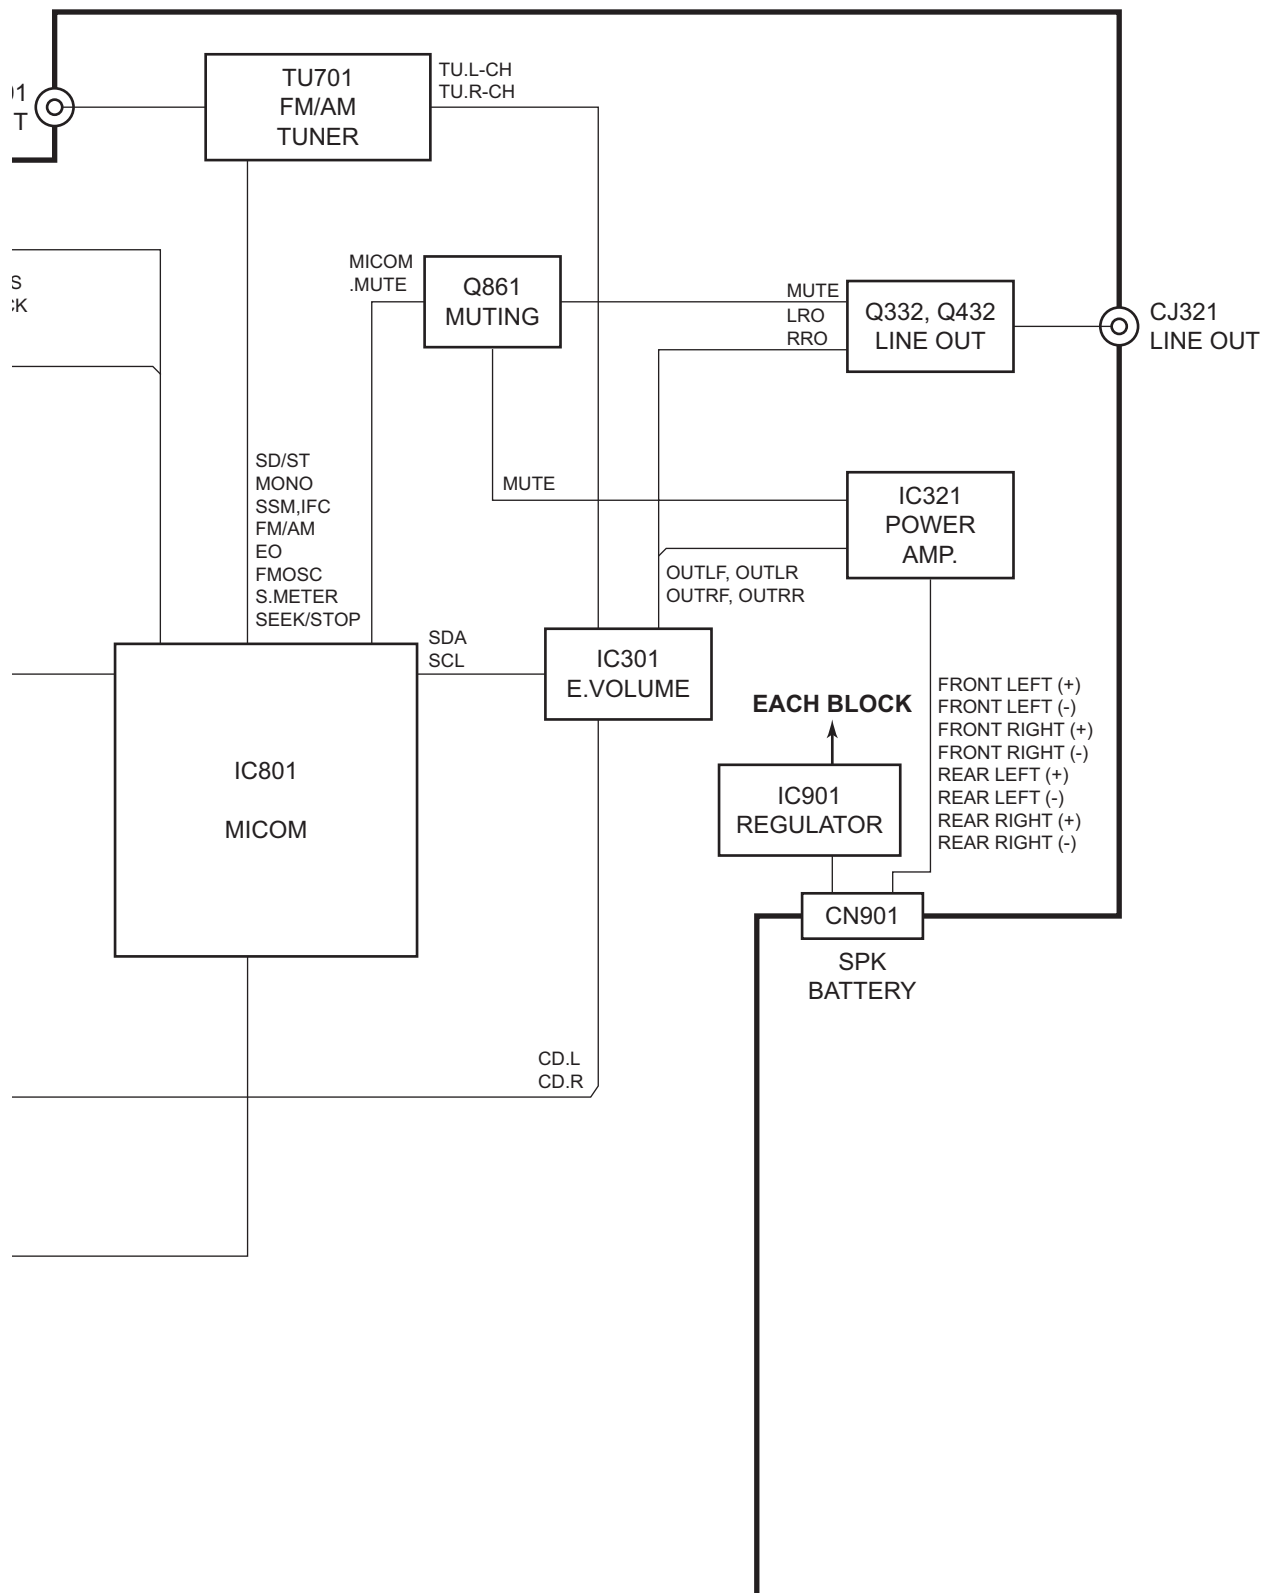 TU701
FM/AM
TUNER
TU.L-CH
TU.R-CH
MICOM
.MUTE
Q861
MUTING
MUTE
LRO
RRO
Q332, Q432
LINE OUT
CJ321
LINE OUT
SD/ST
MONO
SSM,IFC
FM/AM
EO
FMOSC
S.METER
SEEK/STOP
MUTE
IC321
POWER
AMP.
OUTLF, OUTLR
OUTRF, OUTRR
SDA
SCL
IC301
E.VOLUME
IC801
MICOM
EACH BLOCK
IC901
REGULATOR
FRONT LEFT (+)
FRONT LEFT (-)
FRONT RIGHT (+)
FRONT RIGHT (-)
REAR LEFT (+)
REAR LEFT (-)
REAR RIGHT (+)
REAR RIGHT (-)
CN901
SPK
BATTERY
CD.L
CD.R